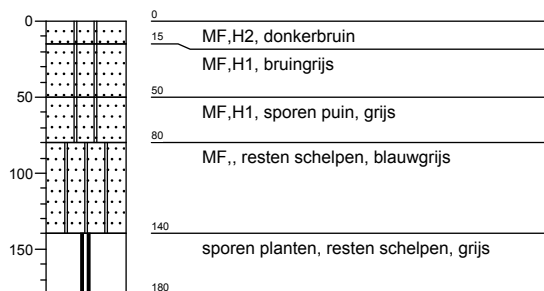 0
0
15
MF,H2, donkerbruin
MF,H1, bruingrijs
50
50
MF,H1, sporen puin, grijs
80
MF,, resten schelpen, blauwgrijs
100
140
150
sporen planten, resten schelpen, grijs
180